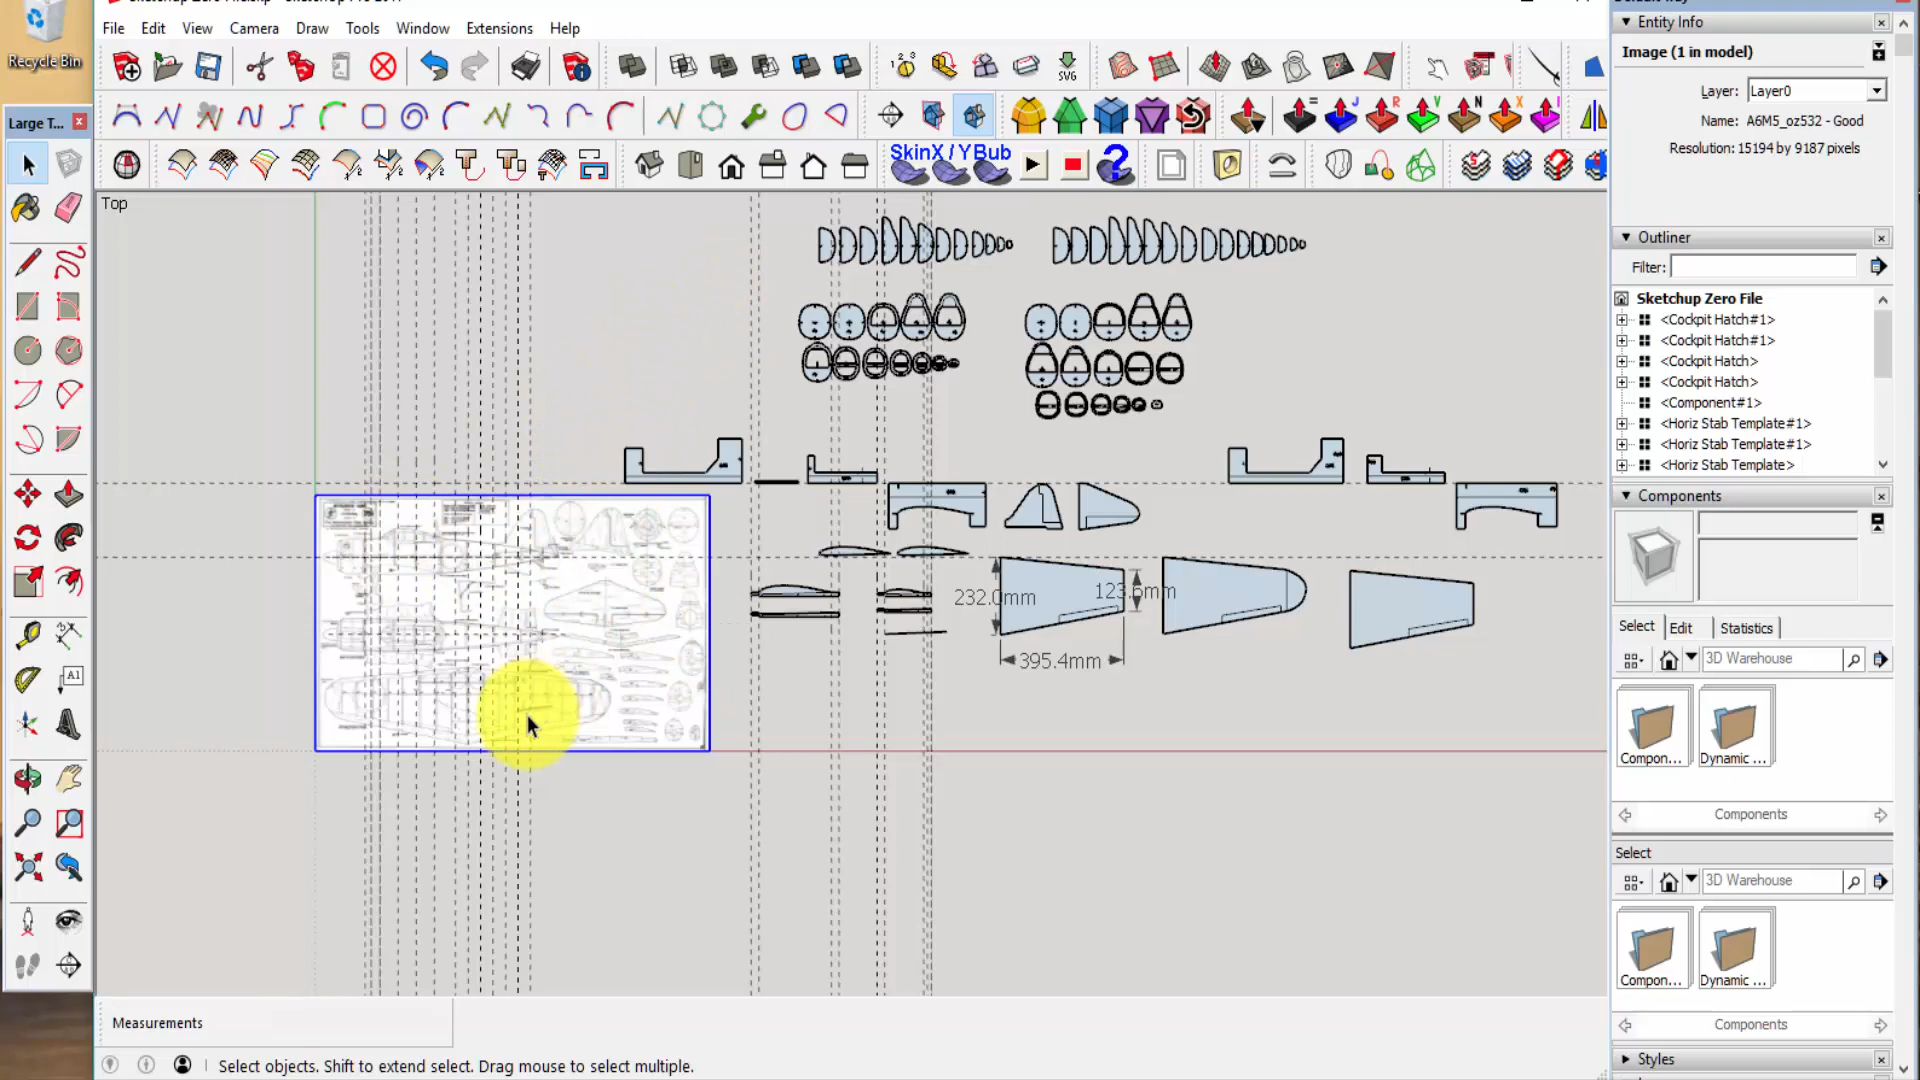 Recycle Bin
File Edit View Camera Draw Tools Window Extensions Help
Large T...
SVG
= J R V N X I
SkinX / YBub
Top
A1
232.0mm
123.6mm
395.4mm
Measurements
Select objects. Shift to extend select. Drag mouse to select multiple.
Entity Info
Image (1 in model)
Layer: Layer0
Name: A6M5_oz532 - Good
Resolution: 15194 by 9187 pixels
Outliner
Filter:
Sketchup Zero File
<Cockpit Hatch#1>
<Cockpit Hatch#1>
<Cockpit Hatch>
<Cockpit Hatch>
<Component#1>
<Horiz Stab Template#1>
<Horiz Stab Template#1>
<Horiz Stab Template>
Components
Select Edit Statistics
3D Warehouse
Compon... Dynamic ...
Components
Select
3D Warehouse
Compon... Dynamic ...
Components
Styles